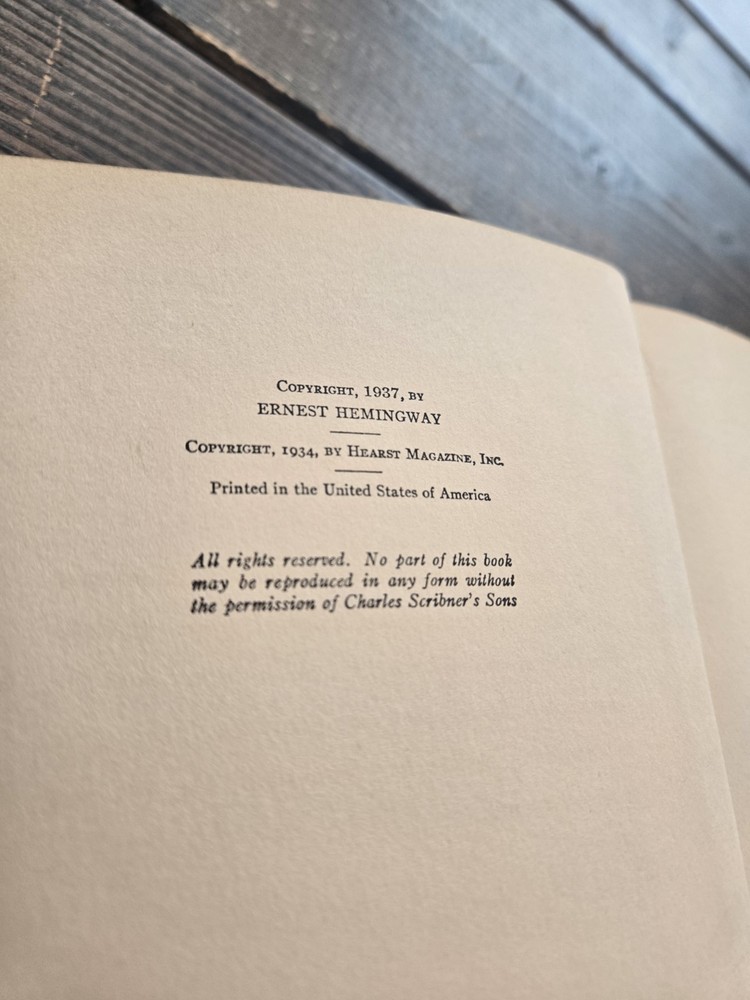 Copyright, 1937, by
ERNEST HEMINGWAY
Copyright, 1934, by Hearst Magazine, Inc.
Printed in the United States of America
All rights reserved. No part of this book
may be reproduced in any form without
the permission of Charles Scribner's Sons